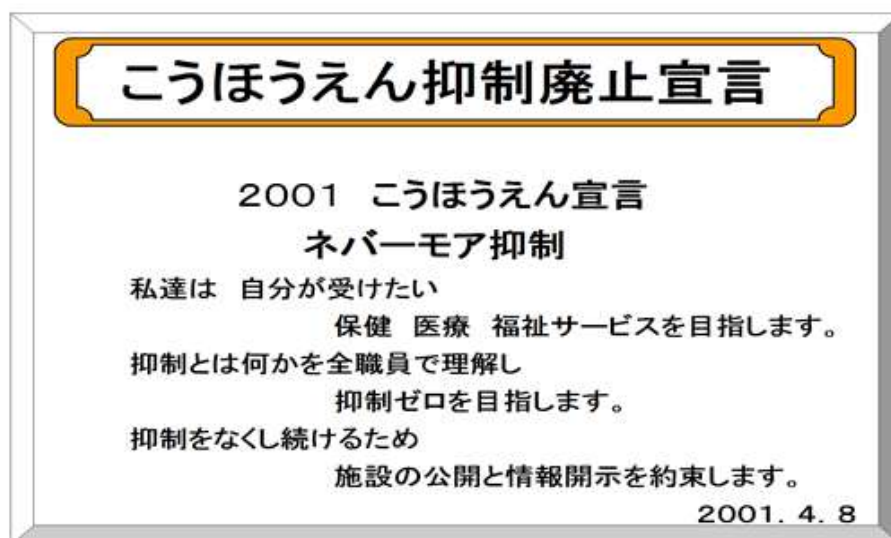 こうほうえん抑制廃止宣言
2001　こうほうえん宣言
ネバーモア抑制
私達は　自分が受けたい
保健　医療　福祉サービスを目指します。
抑制とは何かを全職員で理解し
抑制ゼロを目指します。
抑制をなくし続けるため
施設の公開と情報開示を約束します。
2001．4．8